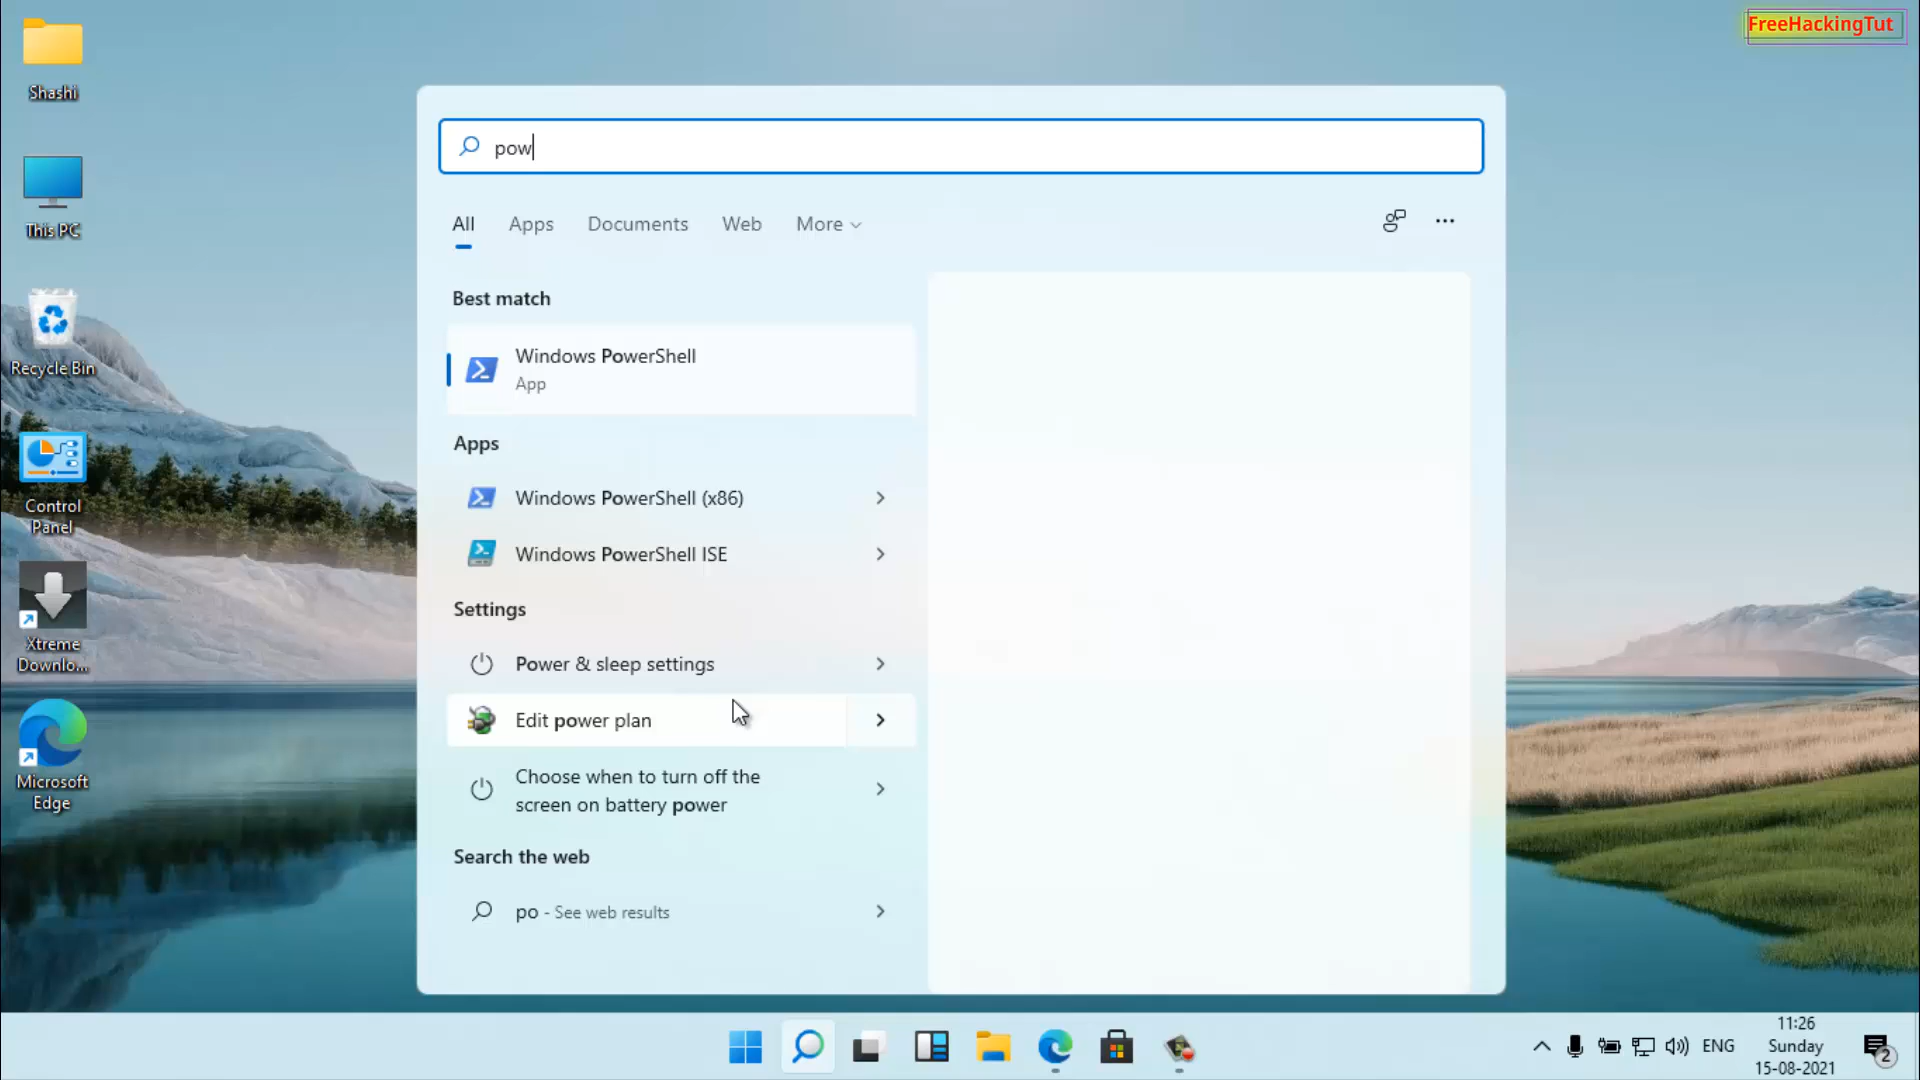 FreeHackingTut
Shashi
This PC
Recycle Bin
Control
Panel
Xtreme
Downlo...
Microsoft
Edge
pow
All Apps Documents Web More
Best match
Windows PowerShell
App
Apps
Windows PowerShell (x86)
Windows PowerShell ISE
Settings
Power & sleep settings
Edit power plan
Choose when to turn off the
screen on battery power
Search the web
po - See web results
ENG
11:26
Sunday
15-08-2021
2